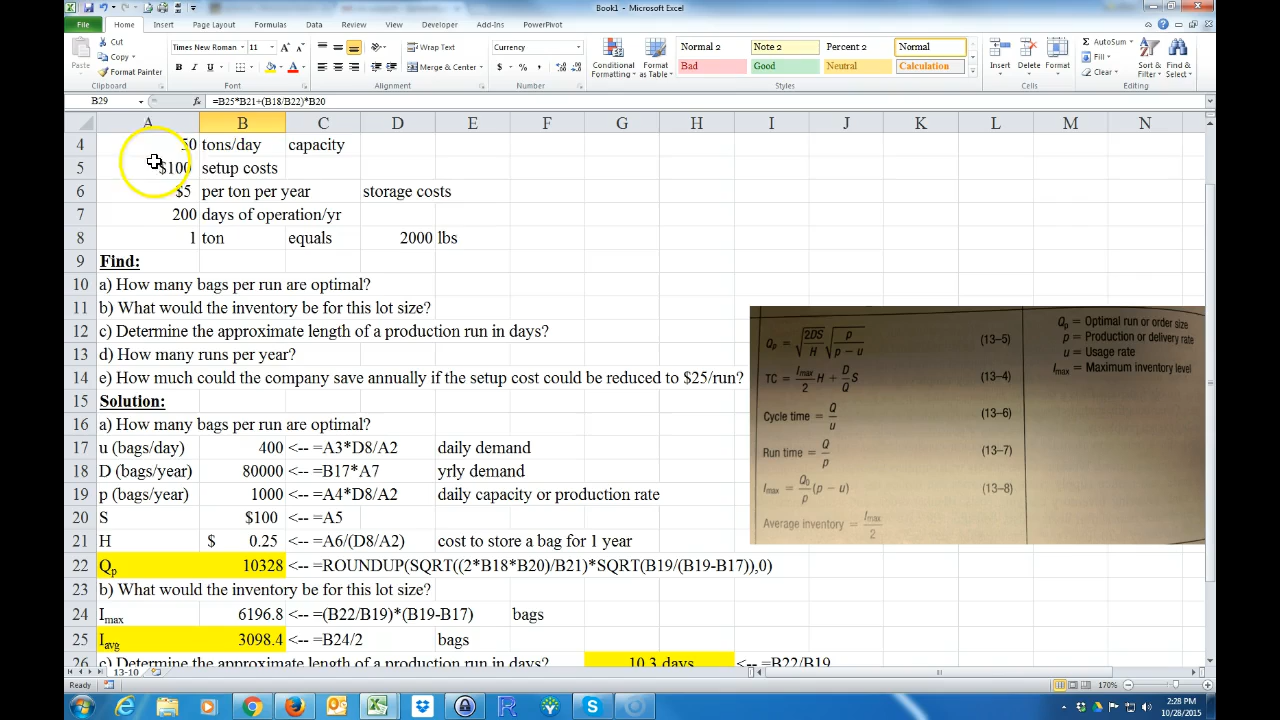 Book1 - Microsoft Excel
File Home Insert Page Layout Formulas Data Review View Developer Add-Ins PowerPivot
Cut
Copy
Format Painter
Paste
Times New Roman 11
Wrap Text
Merge & Center
Currency
Conditional Formatting
Format as Table
Normal 2 Note 2 Percent 2 Normal
Bad Good Neutral Calculation
Insert Delete Format
AutoSum
Fill
Clear
Sort & Filter
Find & Select
Clipboard Font Alignment Number Styles Cells Editing
B29 fx =B25*B21+(B18/B22)*B20
A B C D E F G H I J K L M N
4 50 tons/day capacity
5 $100 setup costs
6 $5 per ton per year storage costs
7 200 days of operation/yr
8 1 ton equals 2000 lbs
9 Find:
10 a) How many bags per run are optimal?
11 b) What would the inventory be for this lot size?
12 c) Determine the approximate length of a production run in days?
13 d) How many runs per year?
14 e) How much could the company save annually if the setup cost could be reduced to $25/run?
15 Solution:
16 a) How many bags per run are optimal?
17 u (bags/day) 400 <-- =A3*D8/A2 daily demand
18 D (bags/year) 80000 <-- =B17*A7 yrly demand
19 p (bags/year) 1000 <-- =A4*D8/A2 daily capacity or production rate
20 S $100 <-- =A5
21 H $ 0.25 <-- =A6/(D8/A2) cost to store a bag for 1 year
22 Qp 10328 <-- =ROUNDUP(SQRT((2*B18*B20)/B21)*SQRT(B19/(B19-B17)),0)
23 b) What would the inventory be for this lot size?
24 Imax 6196.8 <-- =(B22/B19)*(B19-B17) bags
25 Iavg 3098.4 <-- =B24/2 bags
26 c) Determine the approximate length of a production run in days? 10.3 days <-- =B22/B19
Qp = √2DS/H √p/p − u (13–5)
TC = Imax/2 H + D/Q S (13–4)
Cycle time = Q/u (13–6)
Run time = Q/p (13–7)
Imax = Q0/p (p − u) (13–8)
Average inventory = Imax/2
Qp = Optimal run or order size
p = Production or delivery rate
u = Usage rate
Imax = Maximum inventory level
13-10
Ready 170%
2:28 PM
10/28/2015